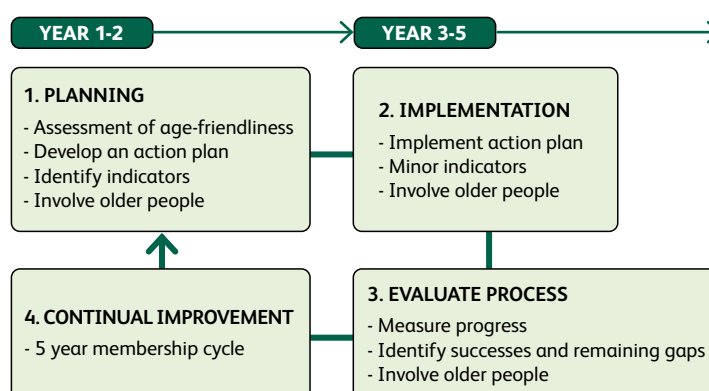 YEAR 1-2
YEAR 3-5
1. PLANNING
- Assessment of age-friendliness
- Develop an action plan
- Identify indicators
- Involve older people
2. IMPLEMENTATION
- Implement action plan
- Minor indicators
- Involve older people
4. CONTINUAL IMPROVEMENT
- 5 year membership cycle
3. EVALUATE PROCESS
- Measure progress
- Identify successes and remaining gaps
- Involve older people